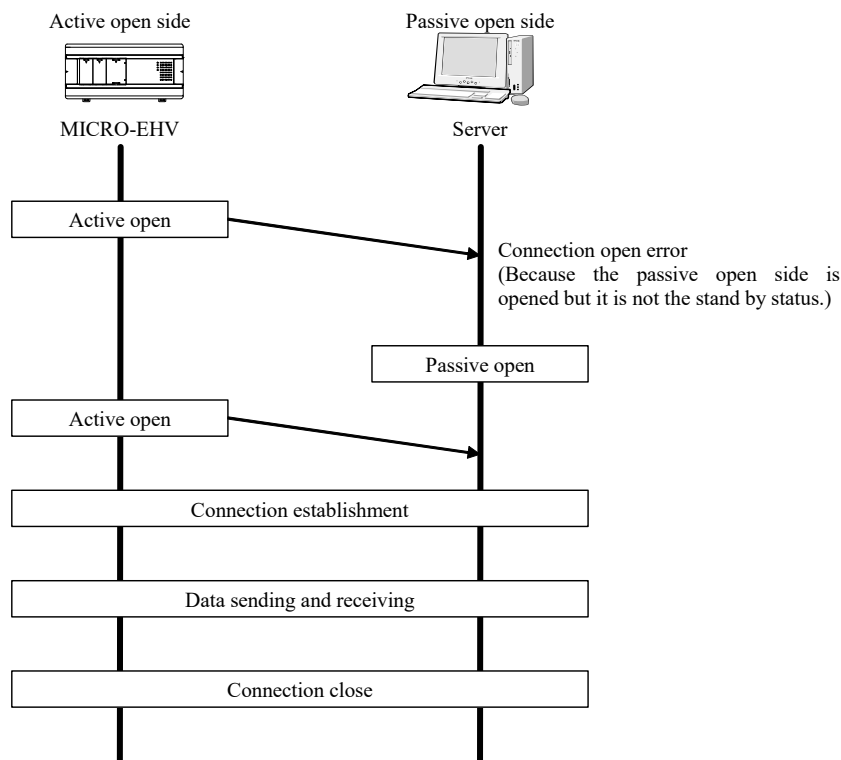 Active open side
Passive open side
MICRO-EHV
Server
Active open
Connection open error
(Because the passive open side is
opened but it is not the stand by status.)
Passive open
Active open
Connection establishment
Data sending and receiving
Connection close